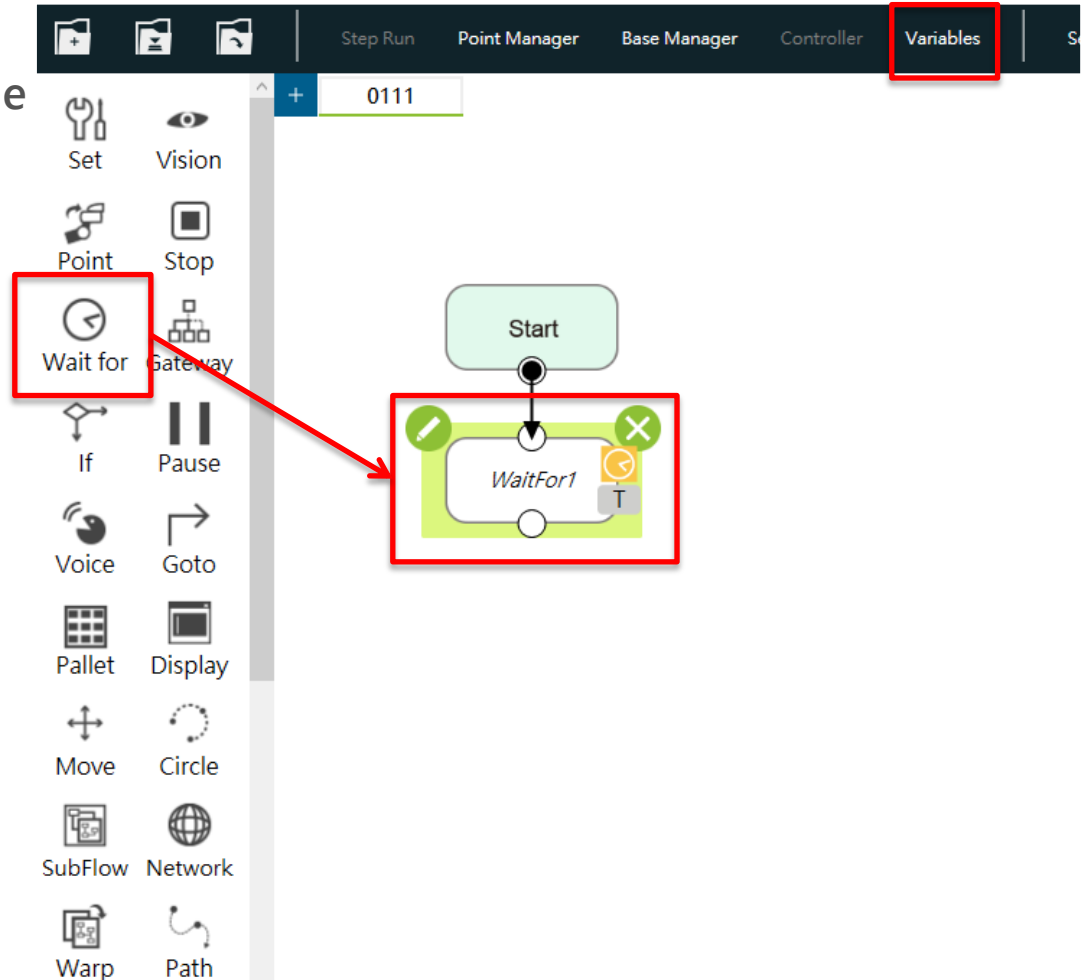 Step Run Point Manager Base Manager Controller Variables
e
+ 0111
Set Vision
Point Stop
Wait for Gateway
If Pause
Voice Goto
Pallet Display
Move Circle
SubFlow Network
Warp Path
Start
WaitFor1
T